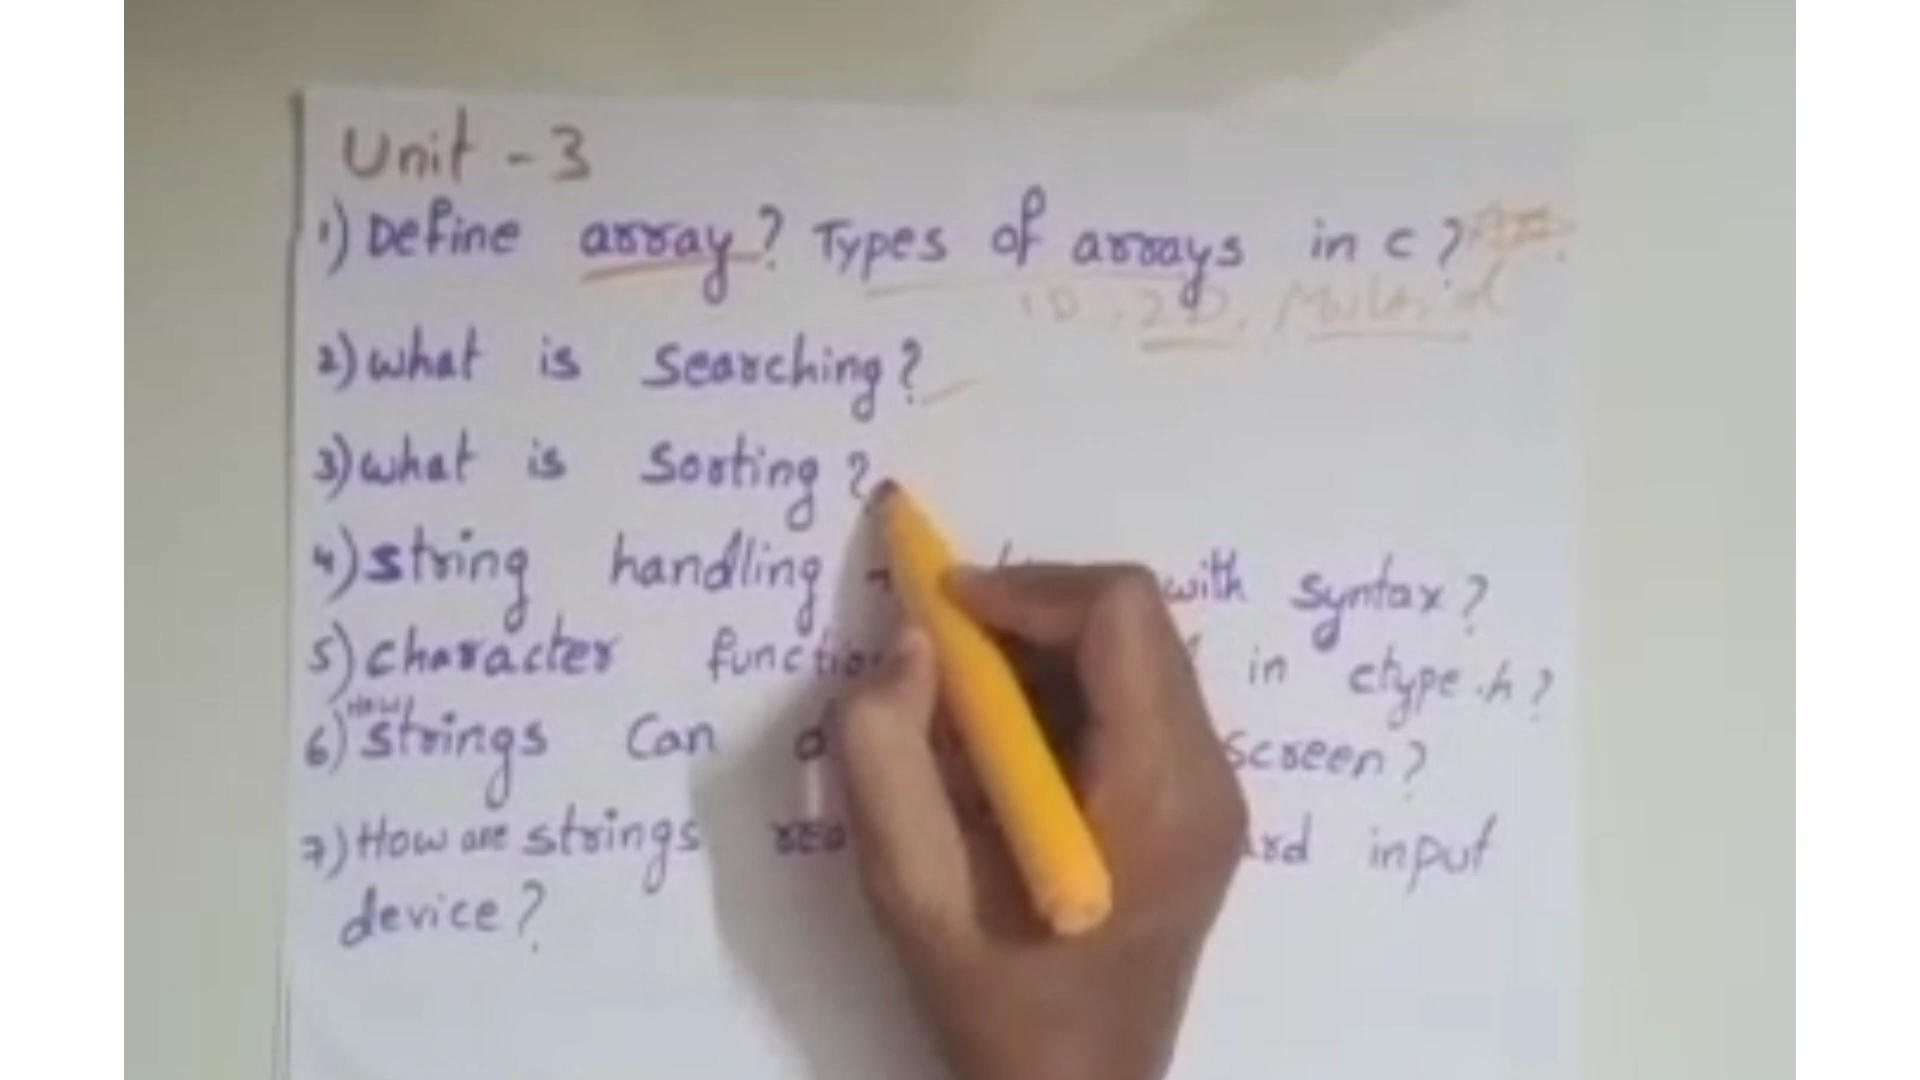 Unit - 3
1) Define array? Types of arrays in c?
1D, 2D, Multi d
2) what is searching?
3) what is sorting?
4) string handling with syntax?
5) character in ctype.h?
How
6) strings can screen?
7) How are strings input
device?